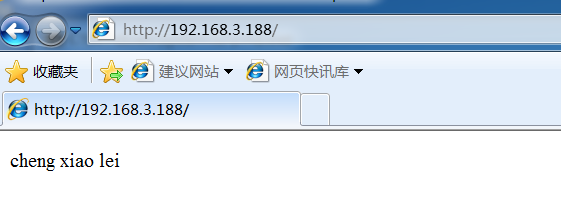 http://192.168.3.188/
收藏夹 建议网站 网页快讯库
http://192.168.3.188/
cheng xiao lei